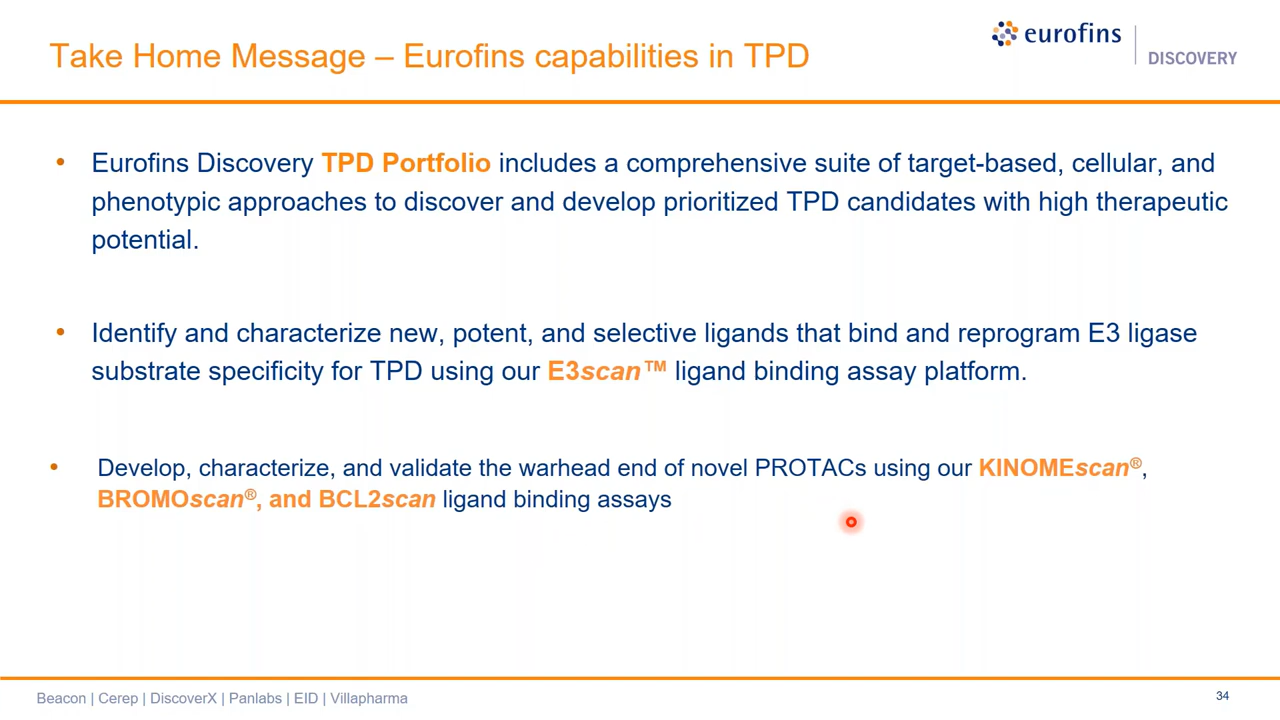 Take Home Message – Eurofins capabilities in TPD
eurofins
DISCOVERY
• Eurofins Discovery TPD Portfolio includes a comprehensive suite of target-based, cellular, and
phenotypic approaches to discover and develop prioritized TPD candidates with high therapeutic
potential.
• Identify and characterize new, potent, and selective ligands that bind and reprogram E3 ligase
substrate specificity for TPD using our E3scan™ ligand binding assay platform.
• Develop, characterize, and validate the warhead end of novel PROTACs using our KINOMEscan®,
BROMOscan®, and BCL2scan ligand binding assays
Beacon | Cerep | DiscoverX | Panlabs | EID | Villapharma
34